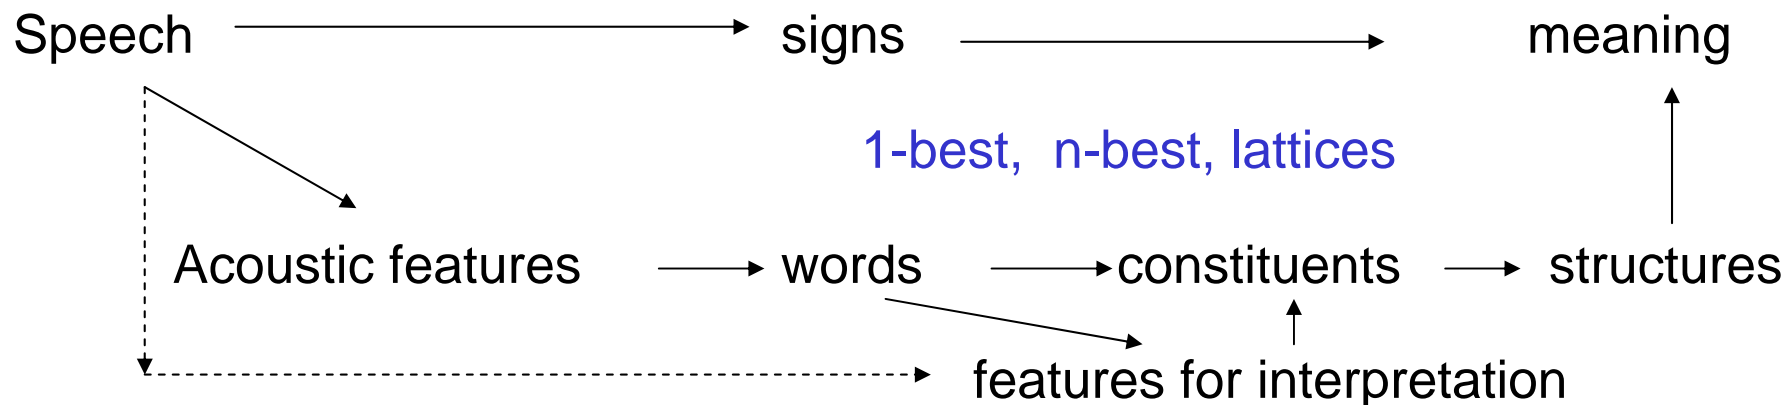 Speech signs meaning
1-best, n-best, lattices
Acoustic features words constituents structures
features for interpretation